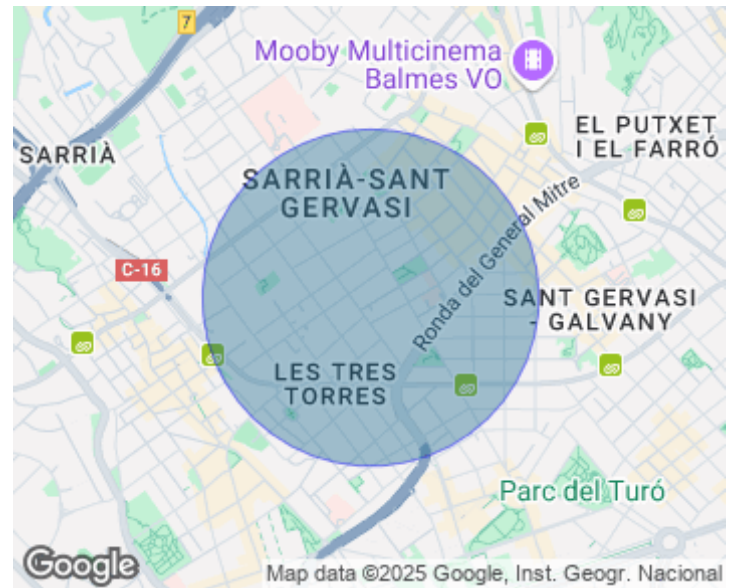 7
Mooby Multicinema
Balmes VO
EL PUTXET
I EL FARRÓ
SARRIÀ
SARRIÀ-SANT
GERVASI
Ronda del General Mitre
C-16
SANT GERVASI
- GALVANY
LES TRES
TORRES
Parc del Turó
Google
Map data ©2025 Google, Inst. Geogr. Nacional